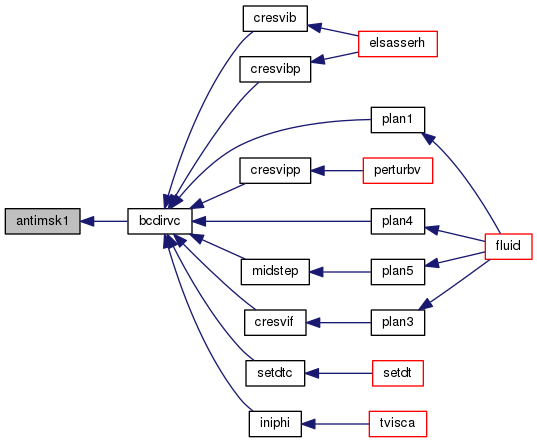 cresvib
elsasserh
cresvibp
plan1
cresvipp
perturbv
antimsk1
bcdirvc
plan4
fluid
midstep
plan5
cresvif
plan3
setdtc
setdt
iniphi
tvisca